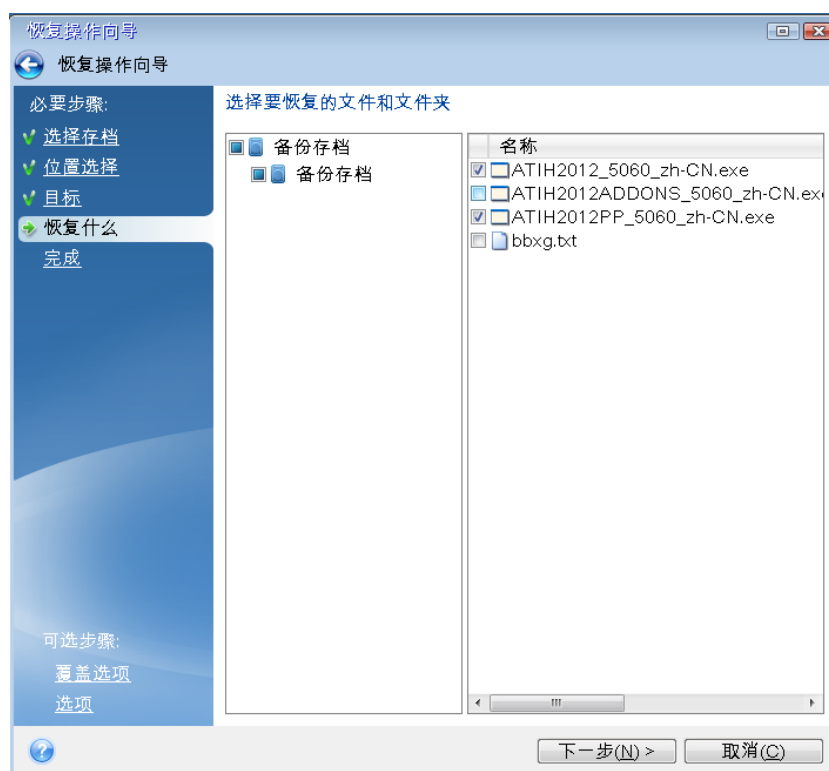 恢复操作向导
恢复操作向导
必要步骤:
选择存档
位置选择
目标
恢复什么
完成
可选步骤:
覆盖选项
选项
选择要恢复的文件和文件夹
备份存档
备份存档
名称
ATIH2012_5060_zh-CN.exe
ATIH2012ADDONS_5060_zh-CN.ex
ATIH2012PP_5060_zh-CN.exe
bbxg.txt
下一步(N) >
取消(C)